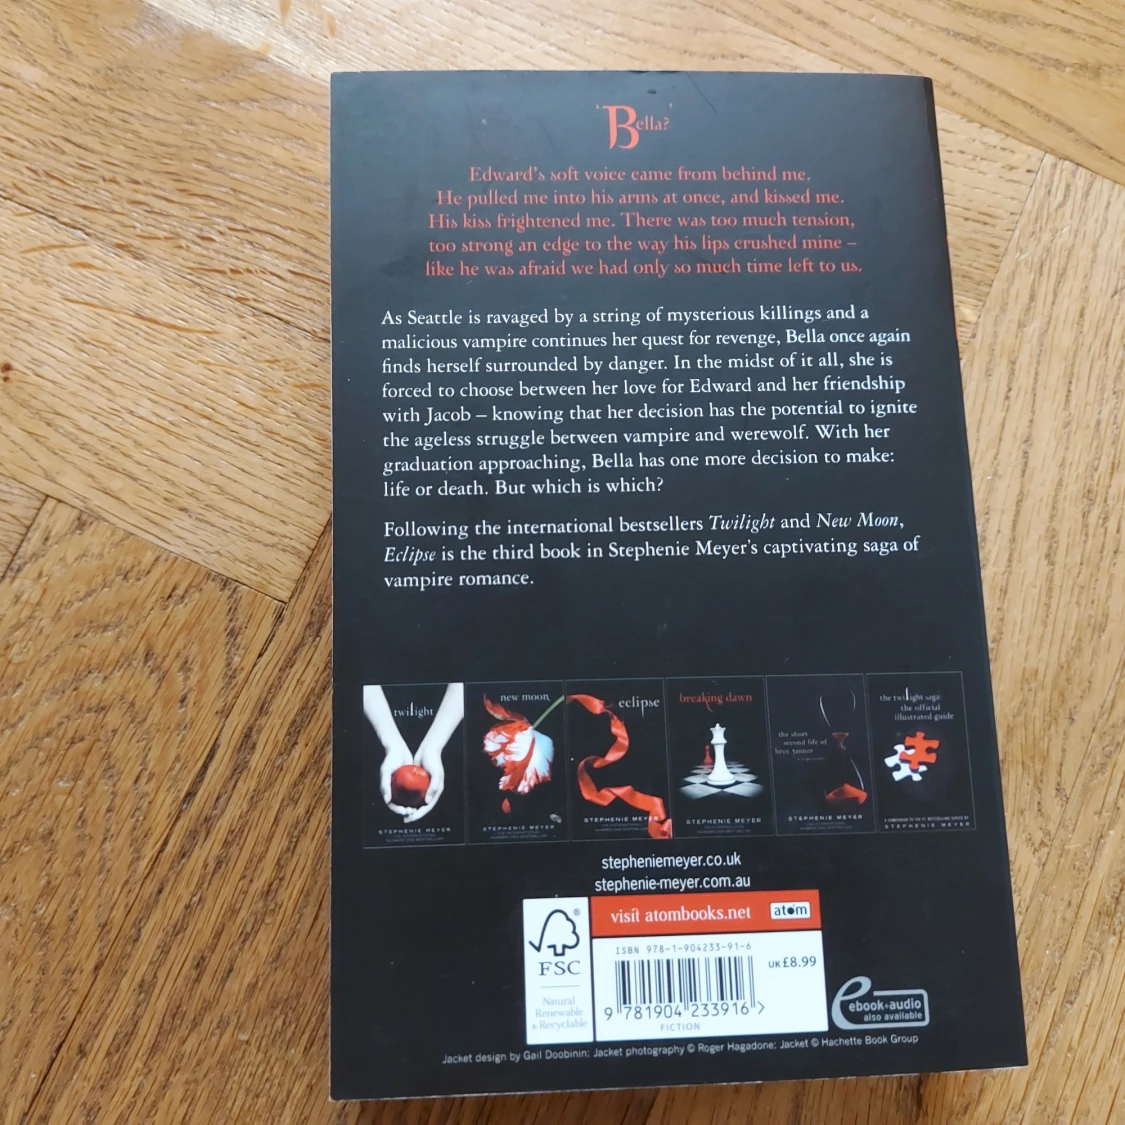 'Bella?'
Edward's soft voice came from behind me.
He pulled me into his arms at once, and kissed me.
His kiss frightened me. There was too much tension,
too strong an edge to the way his lips crushed mine –
like he was afraid we had only so much time left to us.
As Seattle is ravaged by a string of mysterious killings and a
malicious vampire continues her quest for revenge, Bella once again
finds herself surrounded by danger. In the midst of it all, she is
forced to choose between her love for Edward and her friendship
with Jacob – knowing that her decision has the potential to ignite
the ageless struggle between vampire and werewolf. With her
graduation approaching, Bella has one more decision to make:
life or death. But which is which?
Following the international bestsellers Twilight and New Moon,
Eclipse is the third book in Stephenie Meyer's captivating saga of
vampire romance.
twilight
STEPHENIE MEYER
new moon
STEPHENIE MEYER
eclipse
STEPHENIE MEYER
breaking dawn
STEPHENIE MEYER
the short
second life of
bree tanner
STEPHENIE MEYER
the twilight saga:
the official
illustrated guide
STEPHENIE MEYER
stepheniemeyer.co.uk
stephenie-meyer.com.au
visit atombooks.net
atom
FSC
®
Natural
Renewable
& Recyclable
ISBN 978-1-904233-91-6
UK £8.99
9 781904 233916 >
FICTION
ebook+audio
also available
Jacket design by Gail Doobinin; Jacket photography © Roger Hagadone; Jacket © Hachette Book Group